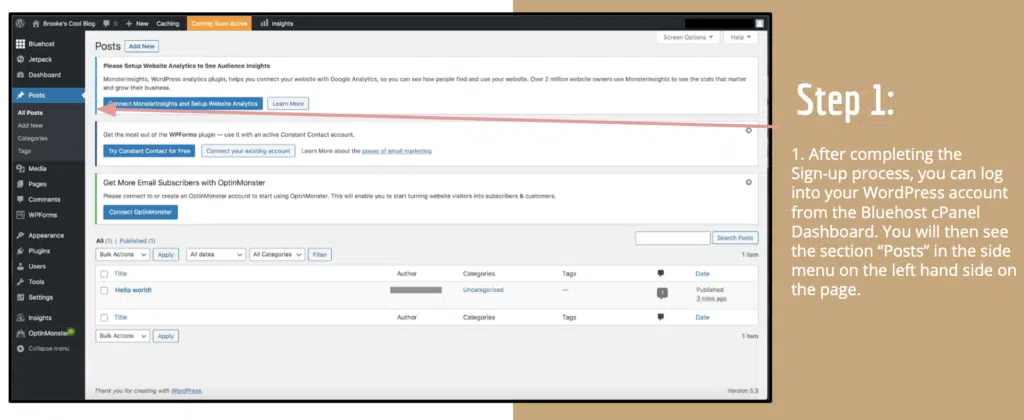 Brooke's Cool Blog 0 + New Caching Coming Soon Active Insights
Bluehost
Jetpack
Dashboard
Posts
All Posts
Add New
Categories
Tags
Media
Pages
Comments
WPForms
Appearance
Plugins
Users
Tools
Settings
Insights
OptinMonster
Collapse menu
Screen Options ▼ Help ▼
Posts Add New
Please Setup Website Analytics to See Audience Insights
MonsterInsights, WordPress analytics plugin, helps you connect your website with Google Analytics, so you can see how people find and use your website. Over 2 million website owners use MonsterInsights to see the stats that matter
and grow their business.
Connect MonsterInsights and Setup Website Analytics Learn More
Get the most out of the WPForms plugin — use it with an active Constant Contact account.
Try Constant Contact for Free Connect your existing account Learn More about the power of email marketing
Get More Email Subscribers with OptinMonster
Please connect to or create an OptinMonster account to start using OptinMonster. This will enable you to start turning website visitors into subscribers & customers.
Connect OptinMonster
All (1) | Published (1) Search Posts
Bulk Actions Apply All dates All Categories Filter 1 item
Title Author Categories Tags Date
Hello world! Uncategorized — 1 Published
3 mins ago
Title Author Categories Tags Date
Bulk Actions Apply 1 item
Thank you for creating with WordPress. Version 5.3
Step 1:
1. After completing the
Sign-up process, you can log
into your WordPress account
from the Bluehost cPanel
Dashboard. You will then see
the section “Posts” in the side
menu on the left hand side on
the page.